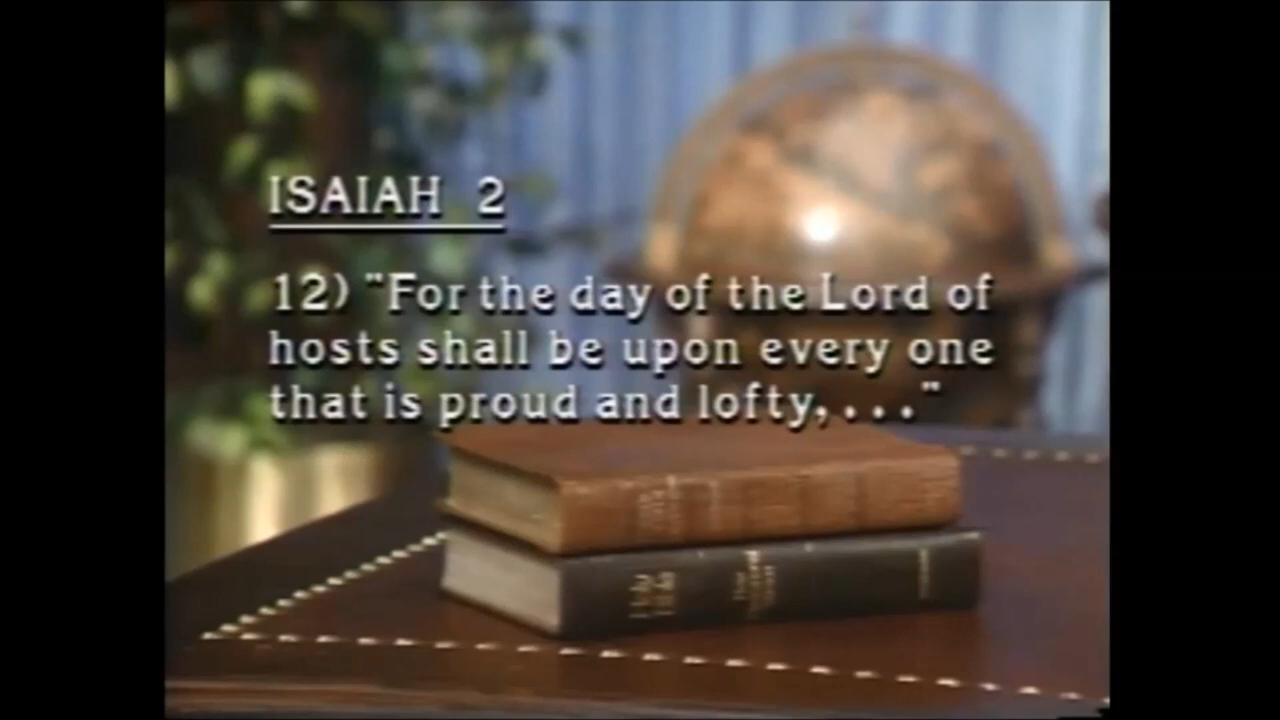 ISAIAH 2
12) "For the day of the Lord of
hosts shall be upon every one
that is proud and lofty,..."